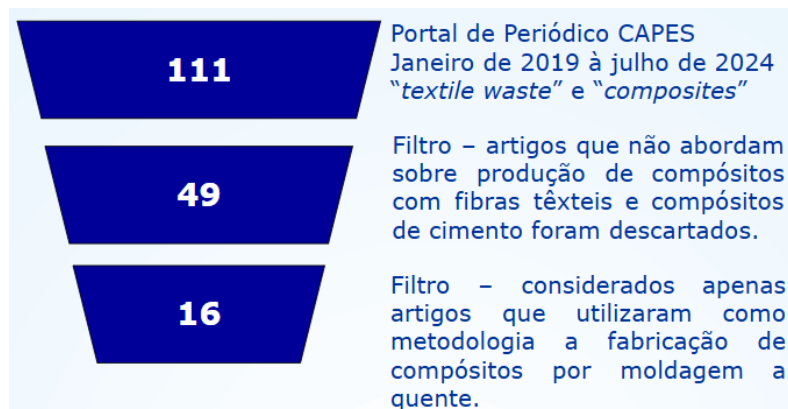 111
Portal de Periódico CAPES
Janeiro de 2019 à julho de 2024
“textile waste” e “composites”
49
Filtro – artigos que não abordam
sobre produção de compósitos
com fibras têxteis e compósitos
de cimento foram descartados.
16
Filtro – considerados apenas
artigos que utilizaram como
metodologia a fabricação de
compósitos por moldagem a
quente.